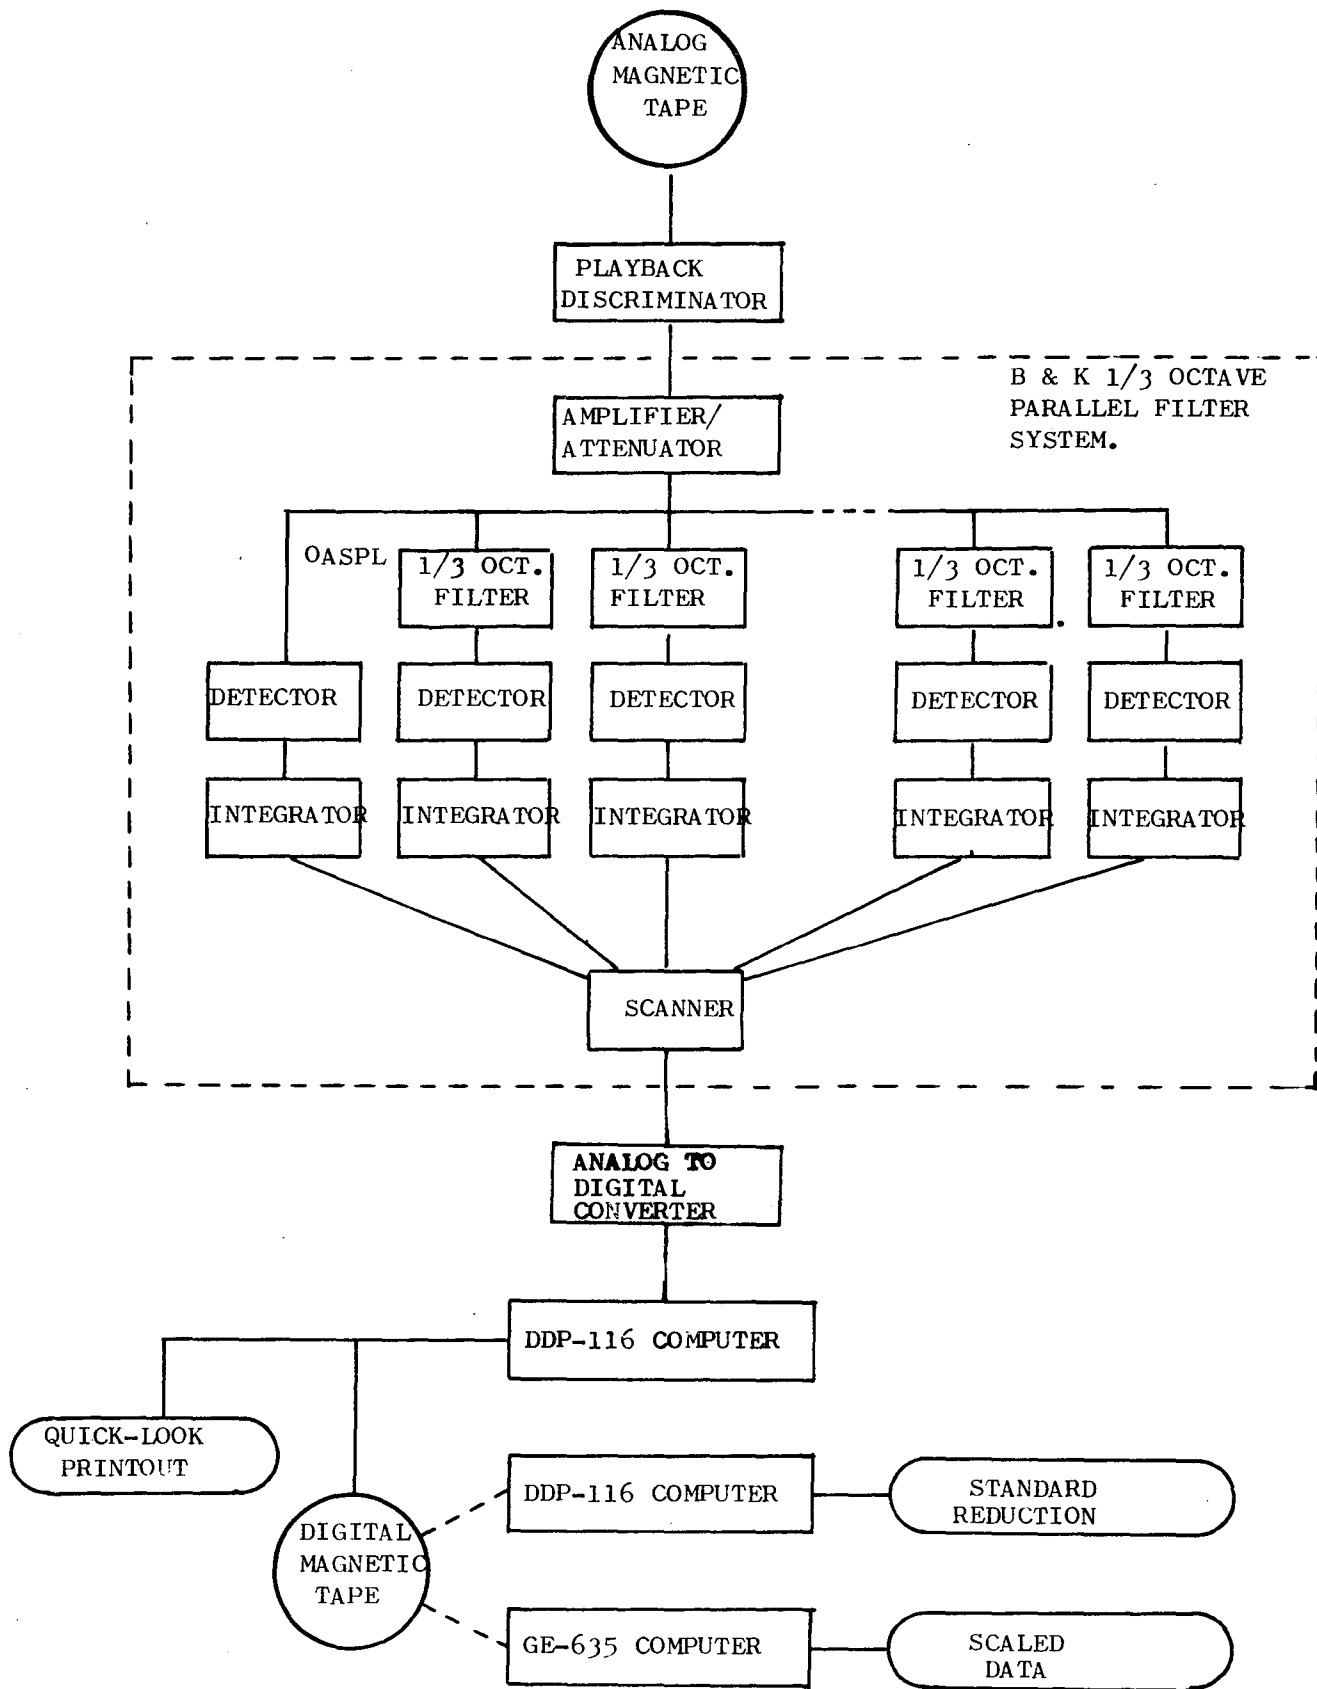 ANALOG
MAGNETIC
TAPE
PLAYBACK
DISCRIMINATOR
B & K 1/3 OCTAVE
PARALLEL FILTER
SYSTEM.
AMPLIFIER/
ATTENUATOR
OASPL
1/3 OCT.
FILTER
1/3 OCT.
FILTER
1/3 OCT.
FILTER
1/3 OCT.
FILTER
DETECTOR
DETECTOR
DETECTOR
DETECTOR
DETECTOR
INTEGRATOR
INTEGRATOR
INTEGRATOR
INTEGRATOR
INTEGRATOR
SCANNER
ANALOG TO
DIGITAL
CONVERTER
DDP-116 COMPUTER
QUICK-LOOK
PRINTOUT
DDP-116 COMPUTER
STANDARD
REDUCTION
DIGITAL
MAGNETIC
TAPE
GE-635 COMPUTER
SCALED
DATA